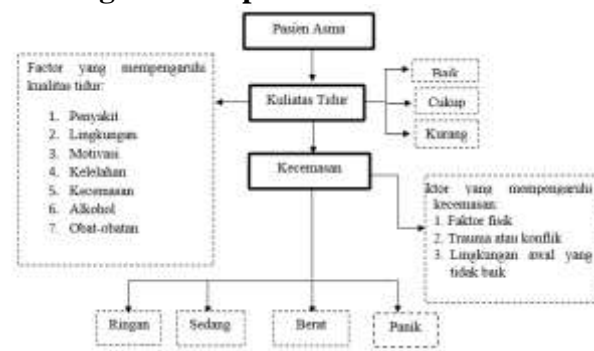 Pasien Asma
Factor yang mempengaruhi
kualitas tidur:
1. Penyakit
2. Lingkungan
3. Motivasi
4. Kelelahan
5. Kecemasan
6. Alkohol
7. Obat-obatan
Kuliatas Tidur
Baik
Cukup
Kurang
Kecemasan
ktor yang mempengaruhi
kecemasan:
1. Faktor fisik
2. Trauma atau konflik
3. Lingkungan awal yang
tidak baik
Ringan
Sedang
Berat
Panik